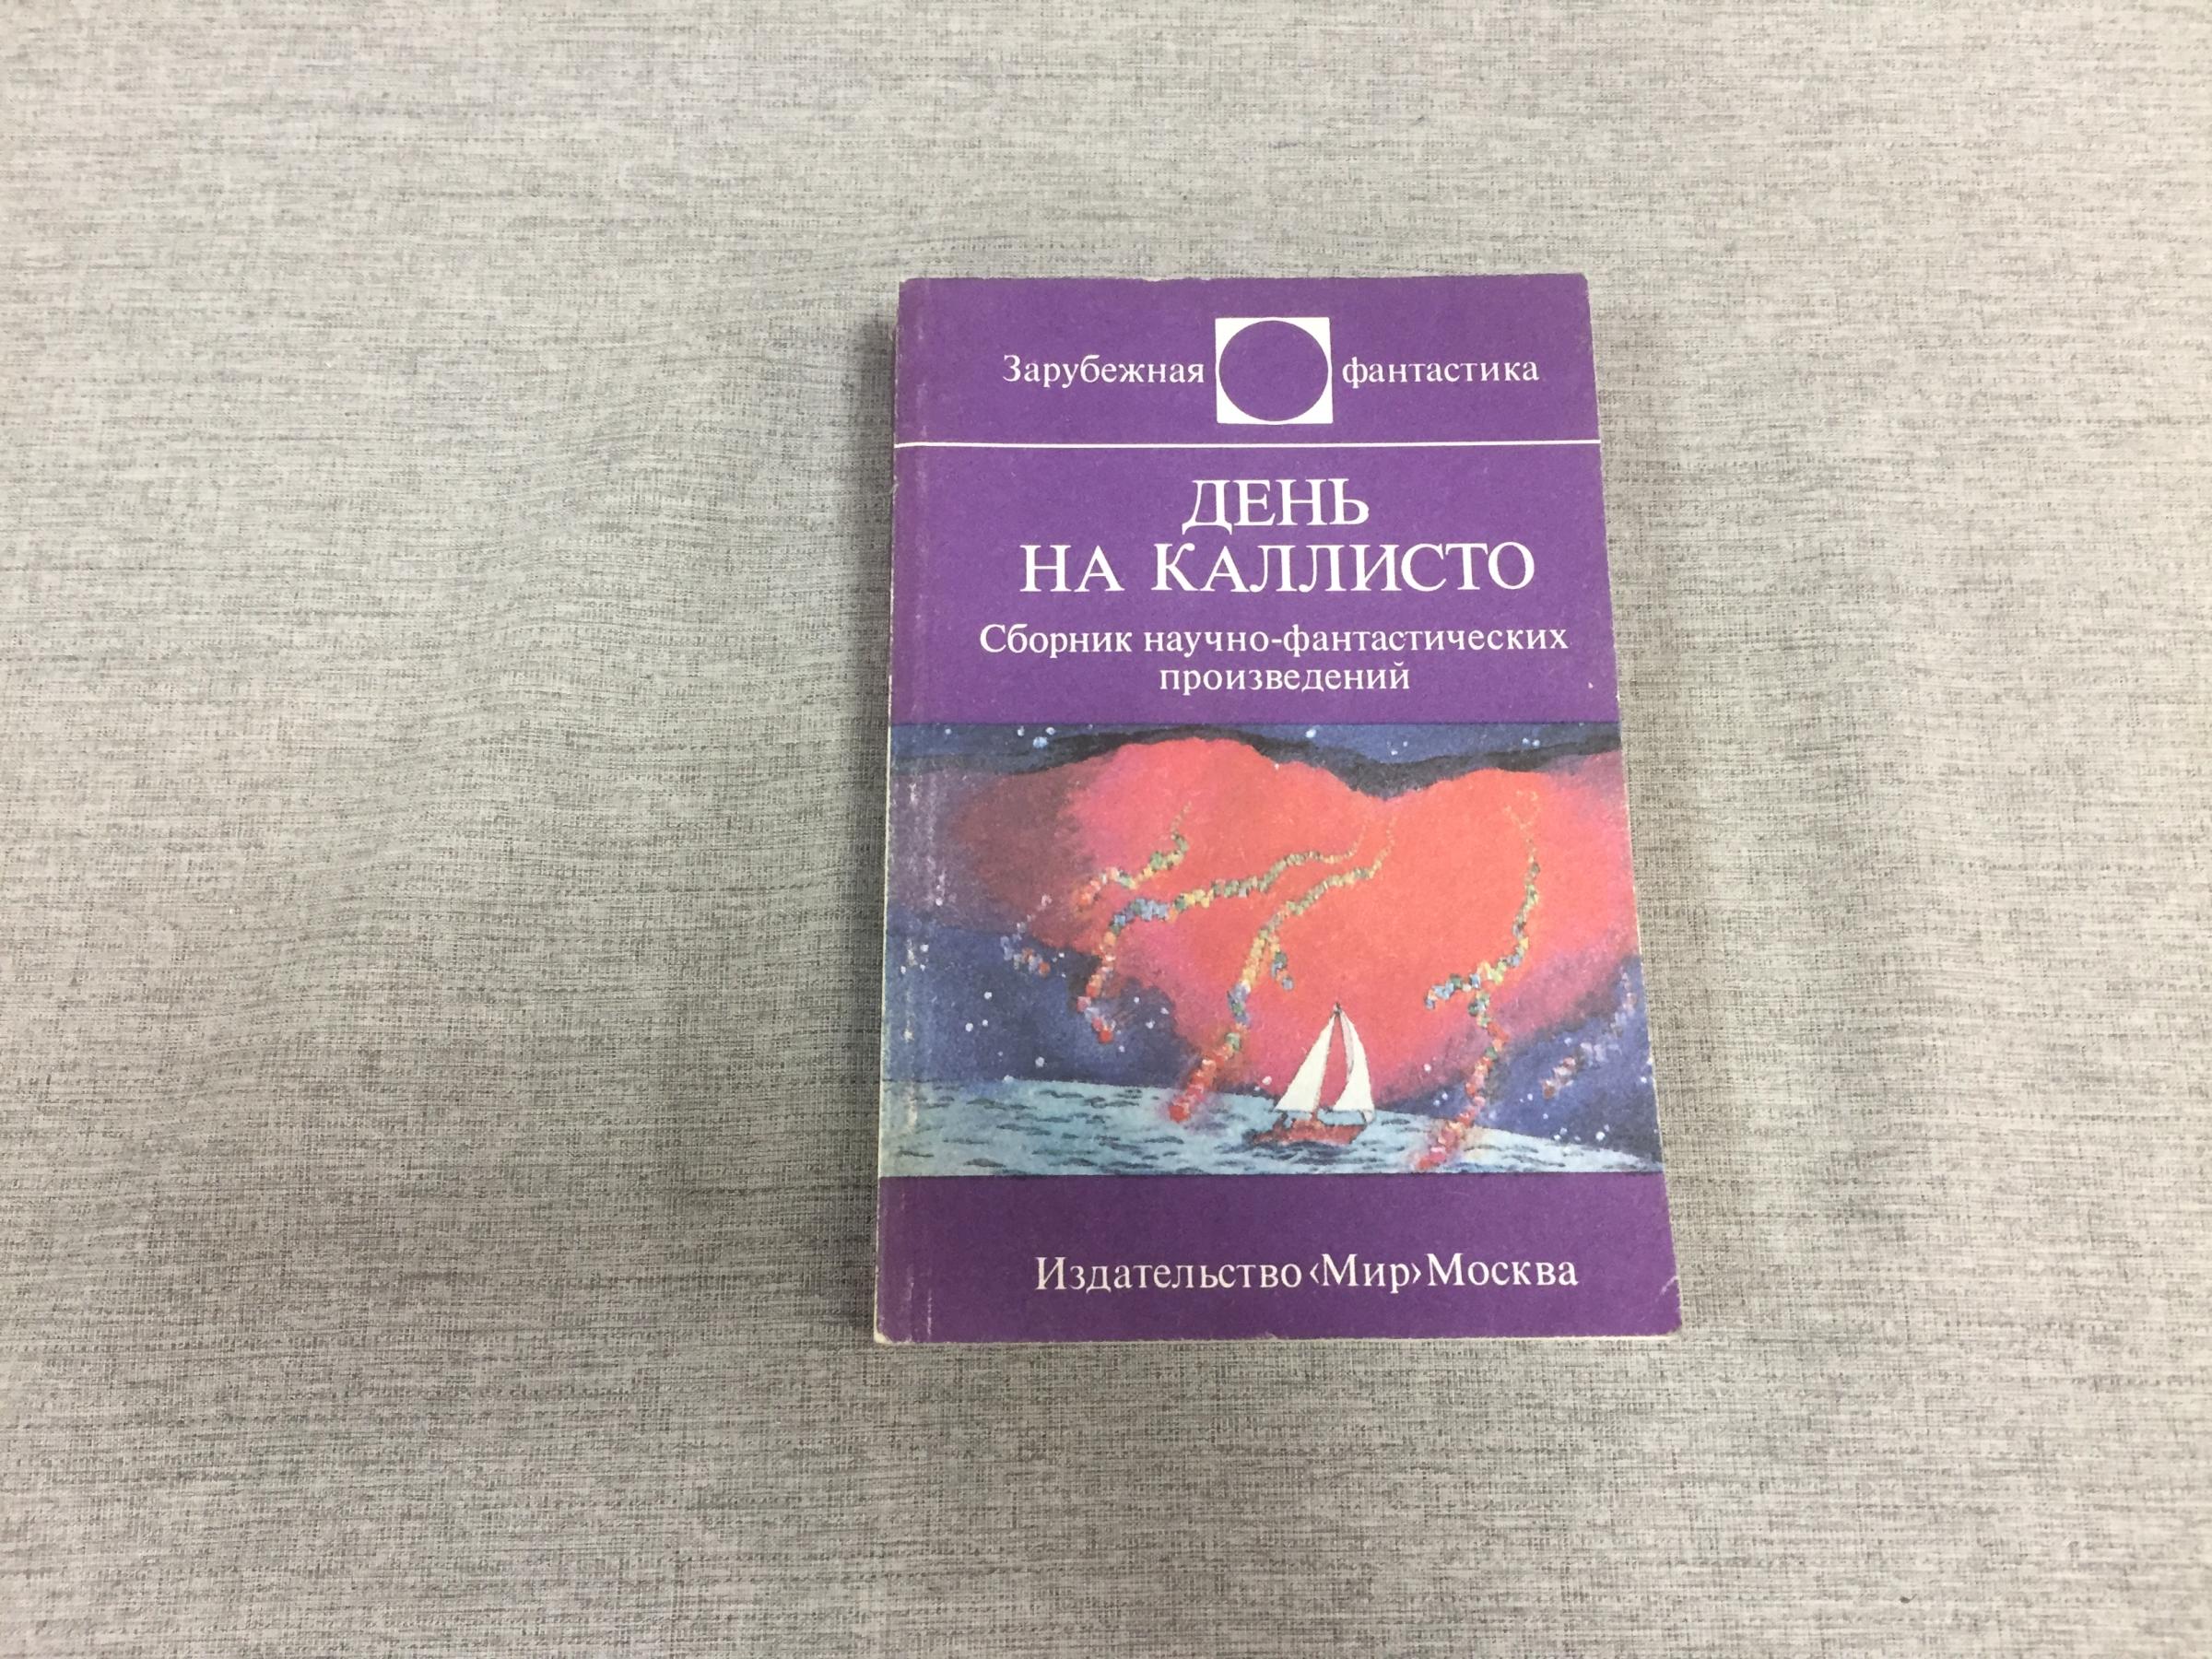 Зарубежная фантастика
ДЕНЬ
НА КАЛЛИСТО
Сборник научно-фантастических
произведений
Издательство ‹Мир› Москва